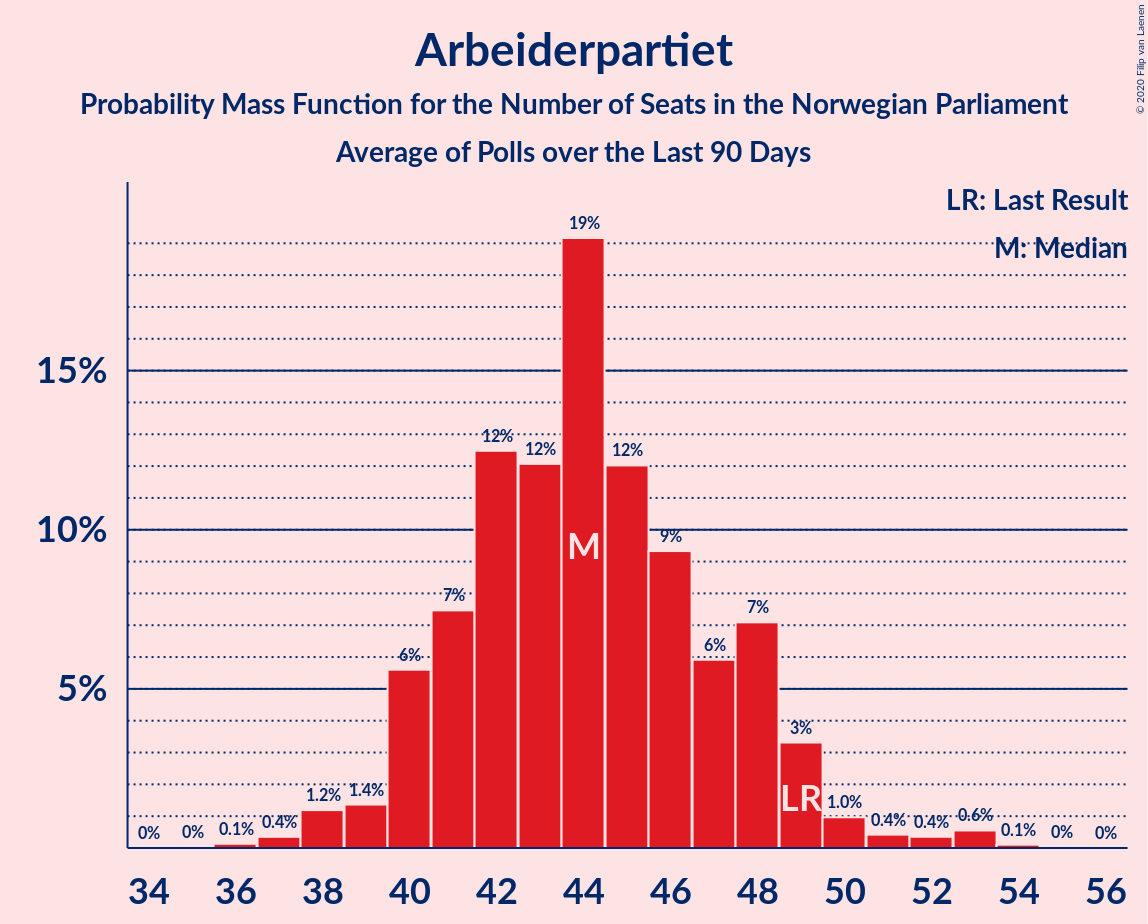 Arbeiderpartiet
Probability Mass Function for the Number of Seats in the Norwegian Parliament
Average of Polls over the Last 90 Days
© 2020 Filip van Laenen
LR: Last Result
M: Median
15%
10%
5%
0%
0%
0.1%
0.4%
1.2%
1.4%
6%
7%
12%
12%
19%
12%
9%
6%
7%
3%
1.0%
0.4%
0.4%
0.6%
0.1%
0%
0%
M
LR
34 36 38 40 42 44 46 48 50 52 54 56